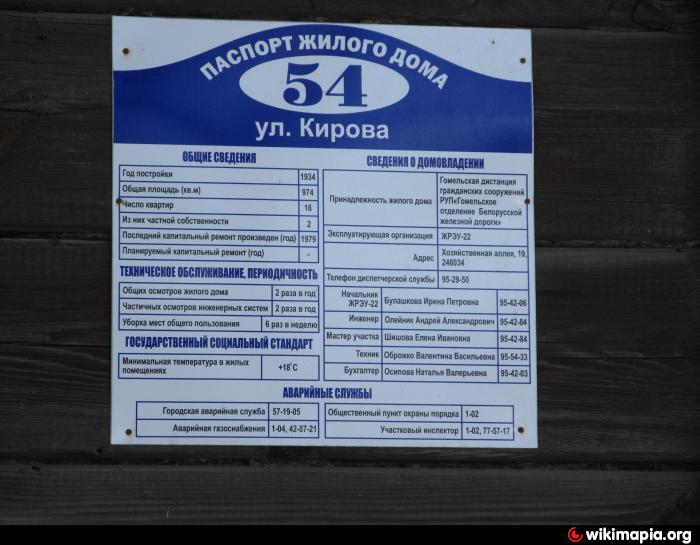 ПАСПОРТ ЖИЛОГО ДОМА
54
ул. Кирова
ОБЩИЕ СВЕДЕНИЯ
Год постройки 1934
Общая площадь (кв.м) 974
Число квартир 16
Из них частной собственности 2
Последний капитальный ремонт произведен (год) 1979
Планируемый капитальный ремонт (год) -
ТЕХНИЧЕСКОЕ ОБСЛУЖИВАНИЕ, ПЕРИОДИЧНОСТЬ
Общих осмотров жилого дома 2 раза в год
Частичных осмотров инженерных систем 2 раза в год
Уборка мест общего пользования 6 раз в неделю
ГОСУДАРСТВЕННЫЙ СОЦИАЛЬНЫЙ СТАНДАРТ
Минимальная температура в жилых
помещениях +18°С
СВЕДЕНИЯ О ДОМОВЛАДЕНИИ
Принадлежность жилого дома
Гомельская дистанция
гражданских сооружений
РУП«Гомельское
отделение Белорусской
железной дороги»
Эксплуатирующая организация ЖРЭУ-22
Адрес Хозяйственная аллея, 19,
246034
Телефон диспетчерской службы 95-29-50
Начальник
ЖРЭУ-22 Булашкова Ирина Петровна 95-42-06
Инженер Олейник Андрей Александрович 95-42-84
Мастер участка Шишова Елена Ивановна 95-42-84
Техник Оброжко Валентина Васильевна 95-54-33
Бухгалтер Осипова Наталья Валерьевна 95-42-03
АВАРИЙНЫЕ СЛУЖБЫ
Городская аварийная служба 57-19-05
Аварийная газоснабжения 1-04, 42-87-21
Общественный пункт охраны порядка 1-02
Участковый инспектор 1-02, 77-57-17
wikimapia.org